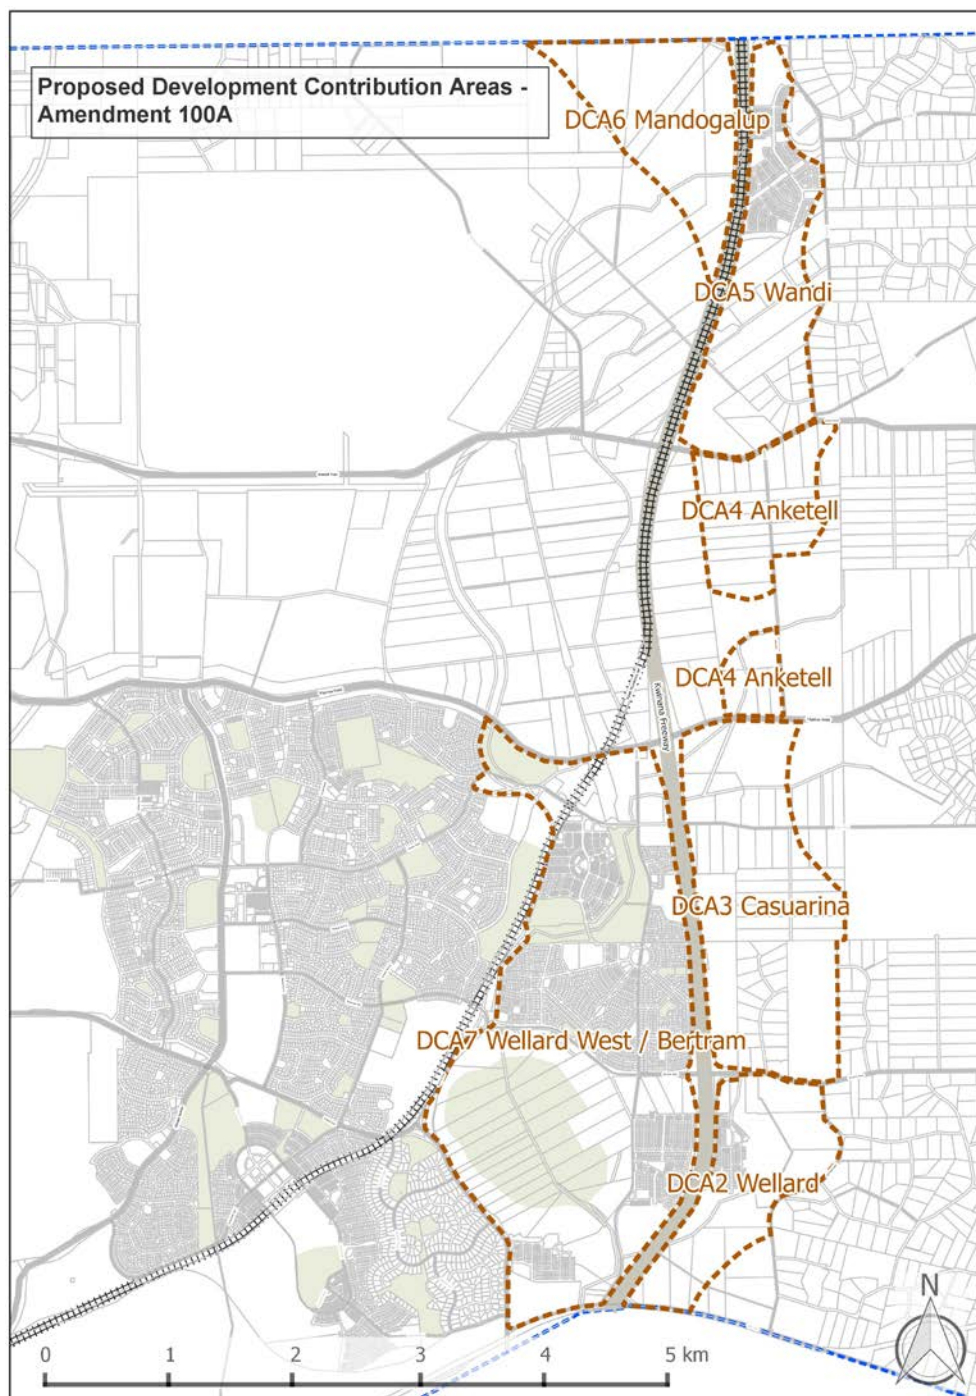 Proposed Development Contribution Areas -
Amendment 100A
DCA6 Mandogalup
DCA5 Wandi
DCA4 Anketell
DCA4 Anketell
Kwinana Freeway
DCA3 Casuarina
DCA7 Wellard West / Bertram
DCA2 Wellard
N
0 1 2 3 4 5 km